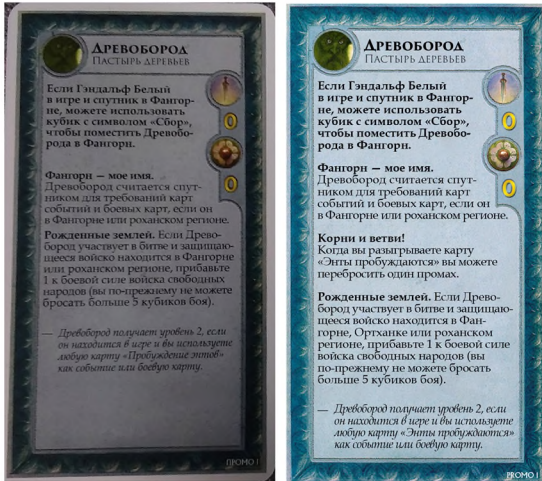 Древобород
Пастырь деревьев
Если Гэндальф Белый
в игре и спутник в Фангор-
не, можете использовать
кубик с символом «Сбор»,
чтобы поместить Древобо-
рода в Фангорн.
0
0
Фангорн — мое имя.
Древобород считается спут-
ником для требований карт
событий и боевых карт, если он
в Фангорне или роханском регионе.
Рожденные землей. Если Древо-
бород участвует в битве и защищаю-
щееся войско находится в Фангорне
или роханском регионе, прибавьте
1 к боевой силе войска свободных
народов (вы по-прежнему не можете
бросать больше 5 кубиков боя).
— Древобород получает уровень 2, если
он находится в игре и вы используете
любую карту «Пробуждение энтов»
как событие или боевую карту.
PROMO I
Древобород
Пастырь деревьев
Если Гэндальф Белый
в игре и спутник в Фангор-
не, можете использовать
кубик с символом «Сбор»,
чтобы поместить Древобо-
рода в Фангорн.
0
0
Фангорн — мое имя.
Древобород считается спут-
ником для требований карт
событий и боевых карт, если он
в Фангорне или роханском регионе.
Корни и ветви!
Когда вы разыгрываете карту
«Энты пробуждаются» вы можете
перебросить один промах.
Рожденные землей. Если Древо-
бород участвует в битве и защищаю-
щееся войско находится в Фан-
горне, Ортханке или роханском
регионе, прибавьте 1 к боевой силе
войска свободных народов (вы
по-прежнему не можете бросать
больше 5 кубиков боя).
— Древобород получает уровень 2, если
он находится в игре и вы используете
любую карту «Энты пробуждаются»
как событие или боевую карту.
PROMO I